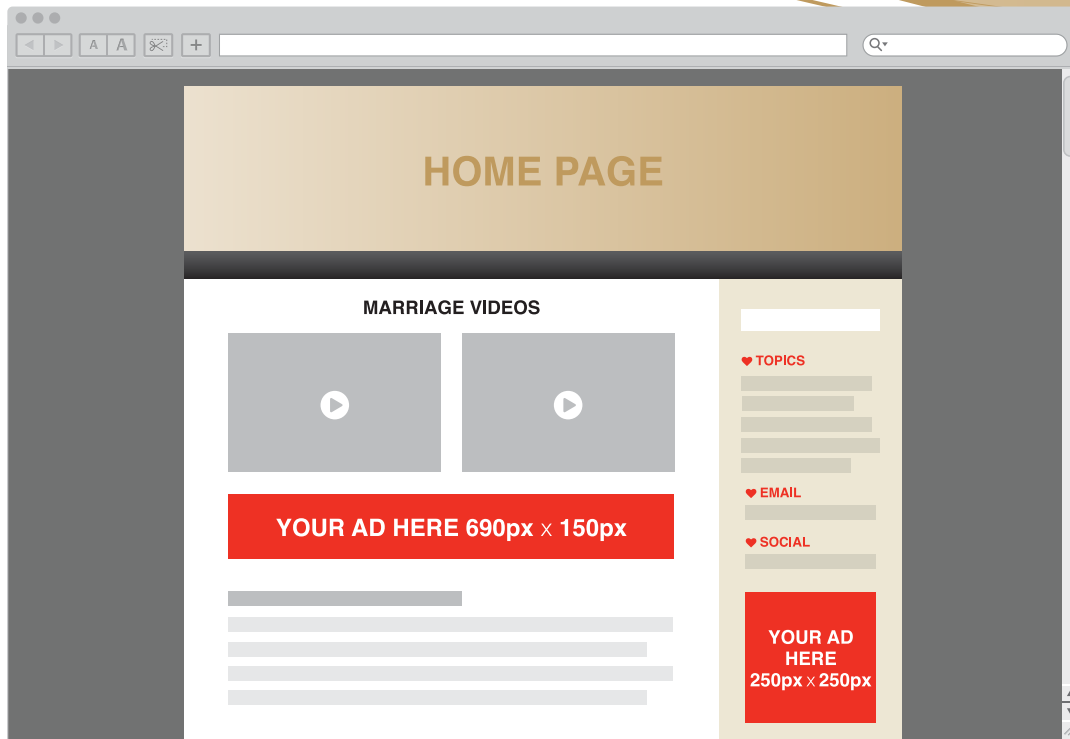 A A
HOME PAGE
MARRIAGE VIDEOS
YOUR AD HERE 690px x 150px
TOPICS
EMAIL
SOCIAL
YOUR AD
HERE
250px x 250px